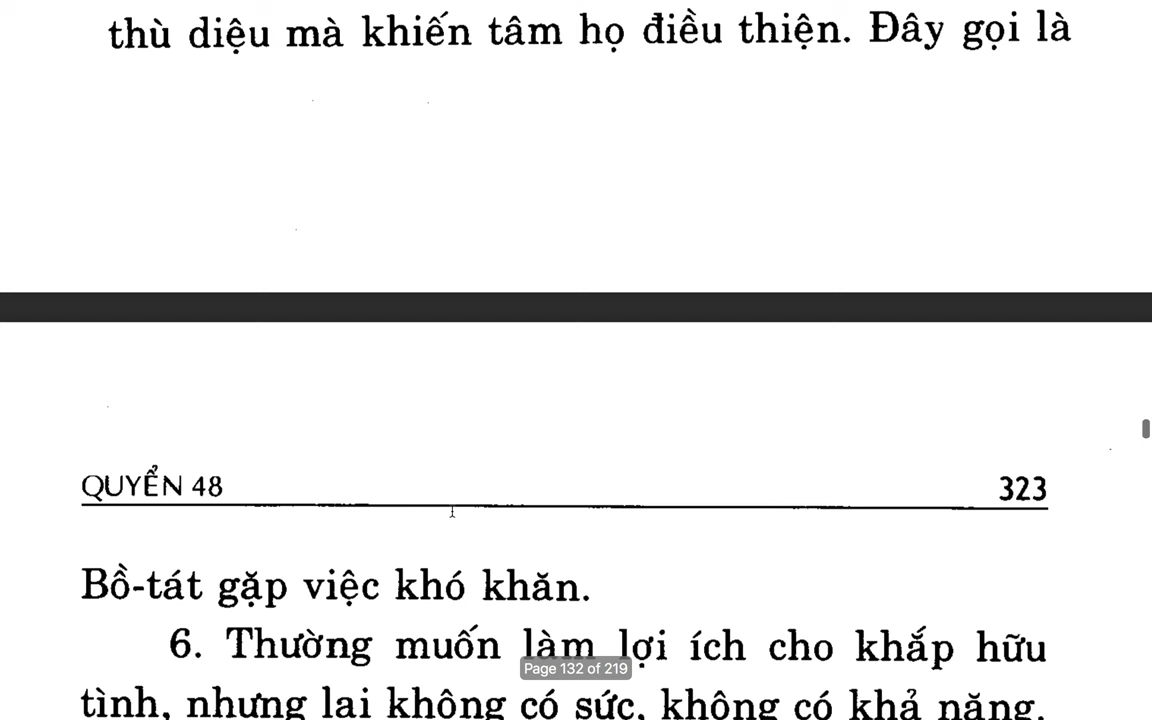 thù diệu mà khiến tâm họ điều thiện. Đây gọi là
QUYỂN 48 323
Bồ-tát gặp việc khó khăn.
6. Thường muốn làm lợi ích cho khắp hữu
Page 132 of 219
tình, nhưng lại không có sức, không có khả năng.